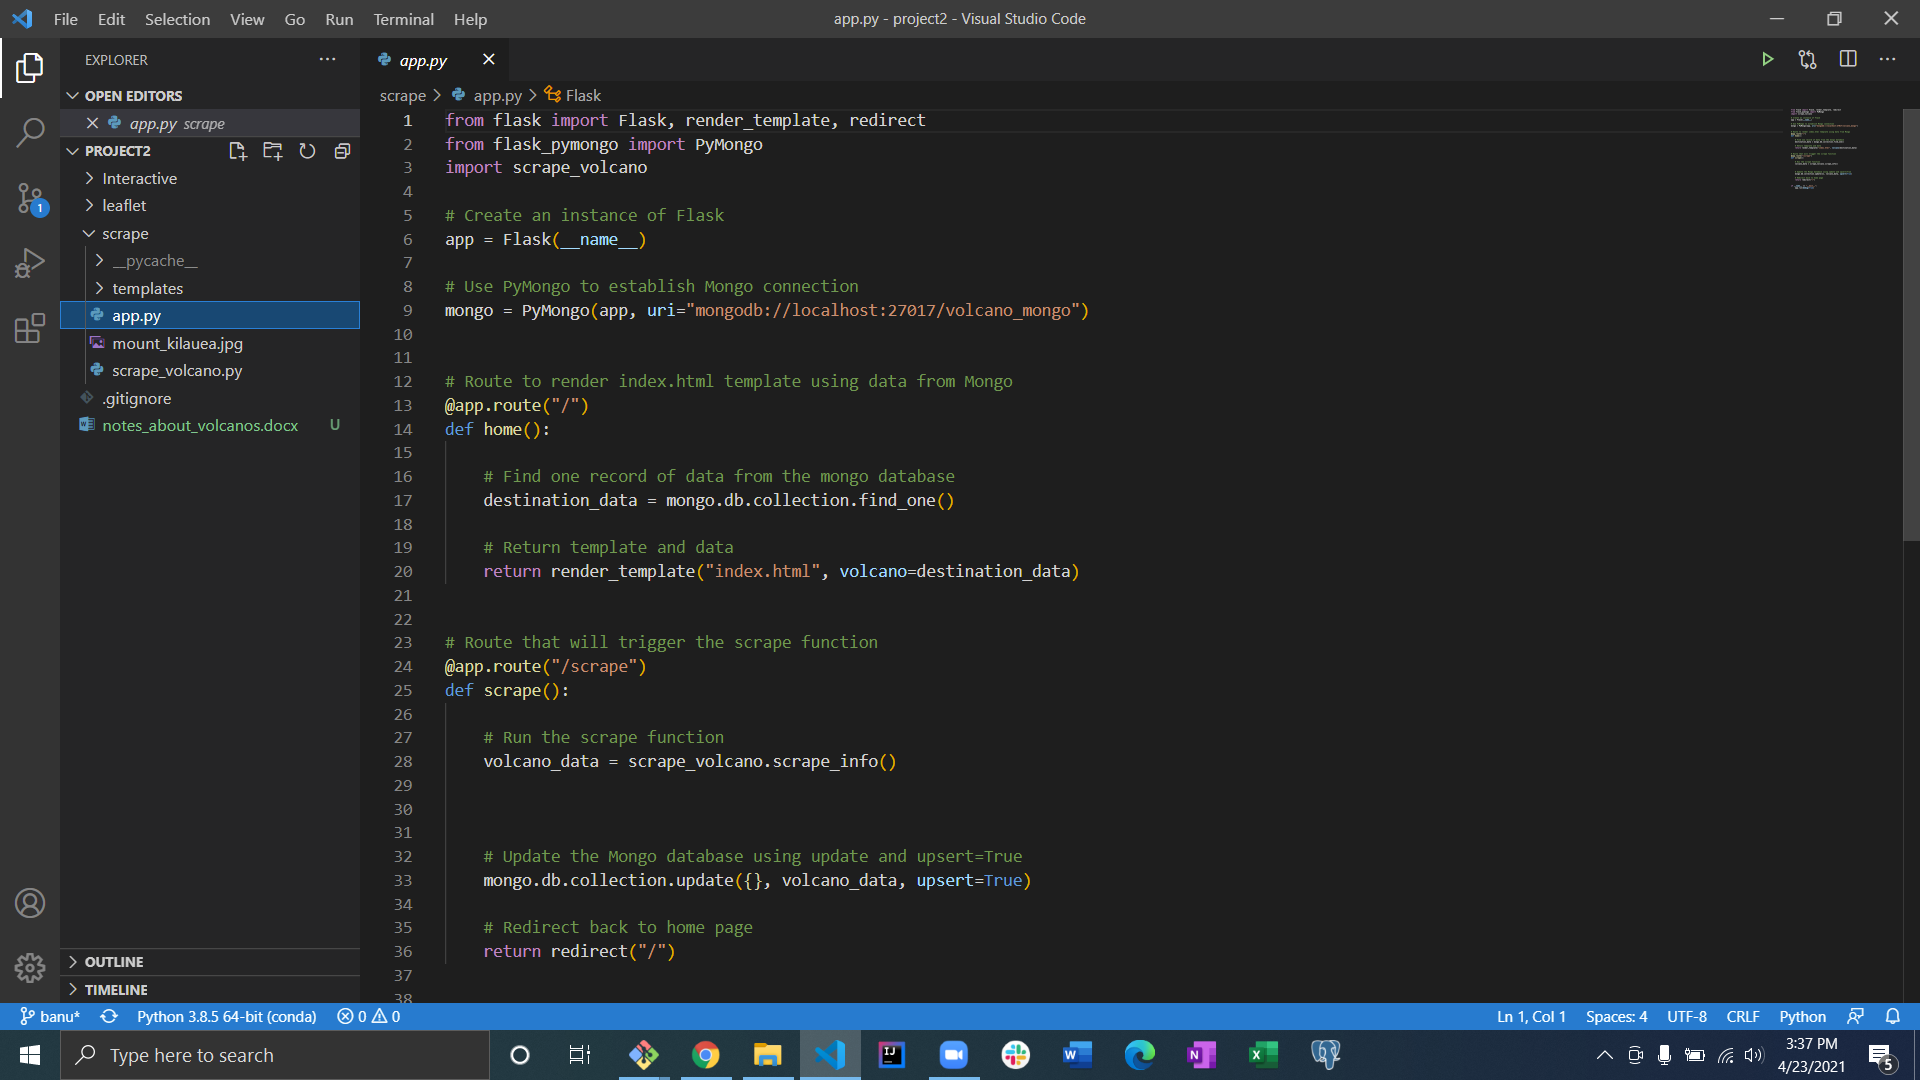 File Edit Selection View Go Run Terminal Help
app.py - project2 - Visual Studio Code
EXPLORER
OPEN EDITORS
app.py scrape
PROJECT2
Interactive
leaflet
scrape
__pycache__
templates
app.py
mount_kilauea.jpg
scrape_volcano.py
.gitignore
notes_about_volcanos.docx U
OUTLINE
TIMELINE
1
app.py
scrape > app.py > Flask
1 from flask import Flask, render_template, redirect
2 from flask_pymongo import PyMongo
3 import scrape_volcano
4
5 # Create an instance of Flask
6 app = Flask(__name__)
7
8 # Use PyMongo to establish Mongo connection
9 mongo = PyMongo(app, uri="mongodb://localhost:27017/volcano_mongo")
10
11
12 # Route to render index.html template using data from Mongo
13 @app.route("/")
14 def home():
15
16 # Find one record of data from the mongo database
17 destination_data = mongo.db.collection.find_one()
18
19 # Return template and data
20 return render_template("index.html", volcano=destination_data)
21
22
23 # Route that will trigger the scrape function
24 @app.route("/scrape")
25 def scrape():
26
27 # Run the scrape function
28 volcano_data = scrape_volcano.scrape_info()
29
30
31
32 # Update the Mongo database using update and upsert=True
33 mongo.db.collection.update({}, volcano_data, upsert=True)
34
35 # Redirect back to home page
36 return redirect("/")
37
38
banu* Python 3.8.5 64-bit (conda) 0 0 Ln 1, Col 1 Spaces: 4 UTF-8 CRLF Python
Type here to search
3:37 PM
4/23/2021
5